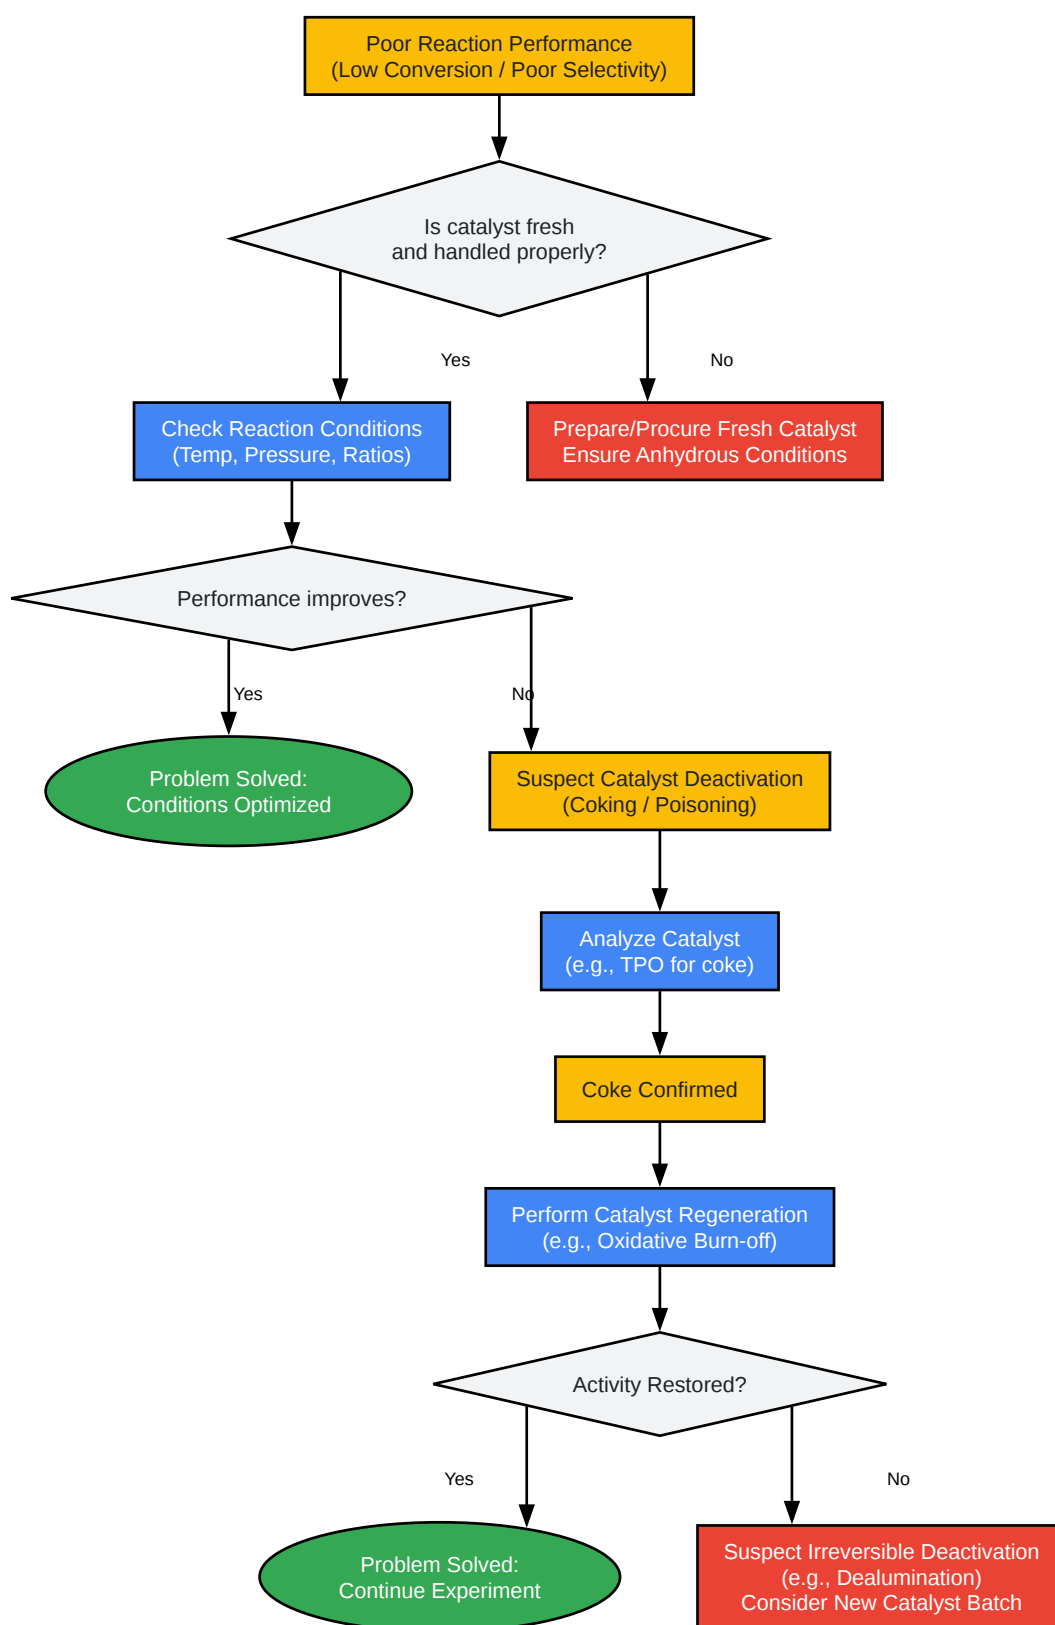 Poor Reaction Performance
(Low Conversion / Poor Selectivity)
Is catalyst fresh
and handled properly?
Yes
No
Check Reaction Conditions
(Temp, Pressure, Ratios)
Prepare/Procure Fresh Catalyst
Ensure Anhydrous Conditions
Performance improves?
Yes
No
Problem Solved:
Conditions Optimized
Suspect Catalyst Deactivation
(Coking / Poisoning)
Analyze Catalyst
(e.g., TPO for coke)
Coke Confirmed
Perform Catalyst Regeneration
(e.g., Oxidative Burn-off)
Activity Restored?
Yes
No
Problem Solved:
Continue Experiment
Suspect Irreversible Deactivation
(e.g., Dealumination)
Consider New Catalyst Batch